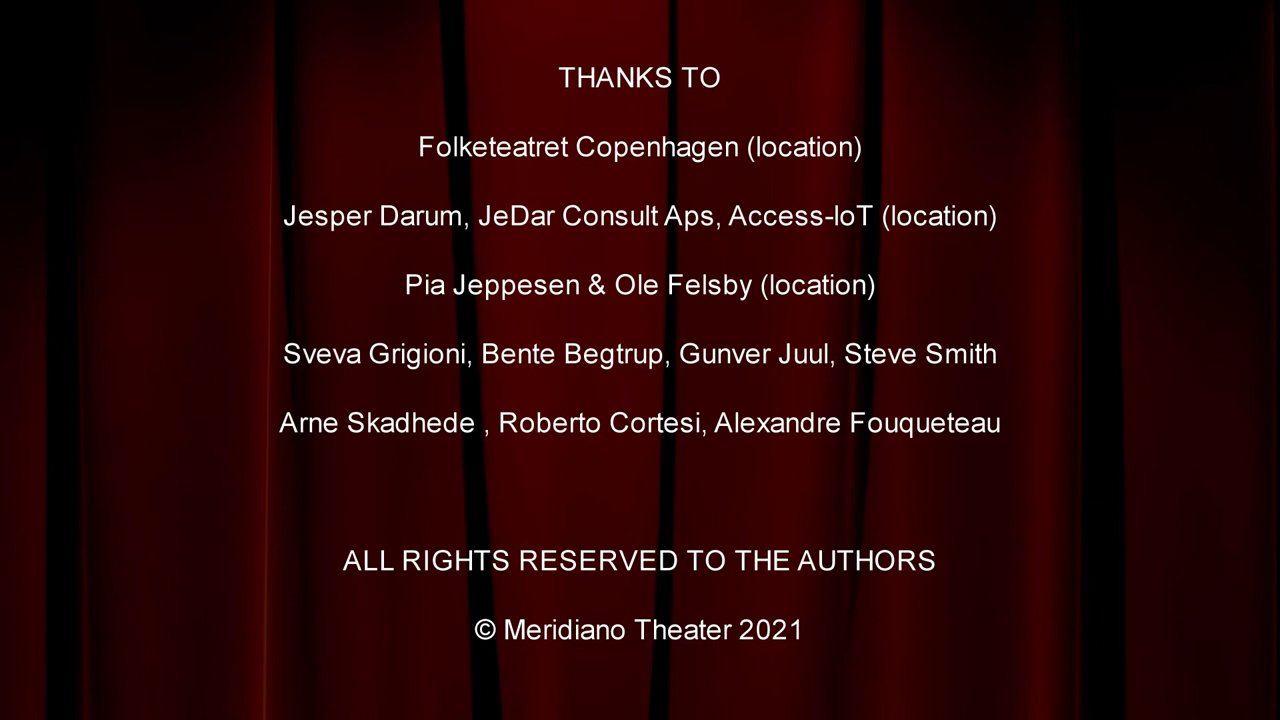 THANKS TO
Folketeatret Copenhagen (location)
Jesper Darum, JeDar Consult Aps, Access-IoT (location)
Pia Jeppesen & Ole Felsby (location)
Sveva Grigioni, Bente Begtrup, Gunver Juul, Steve Smith
Arne Skadhede , Roberto Cortesi, Alexandre Fouqueteau
ALL RIGHTS RESERVED TO THE AUTHORS
© Meridiano Theater 2021